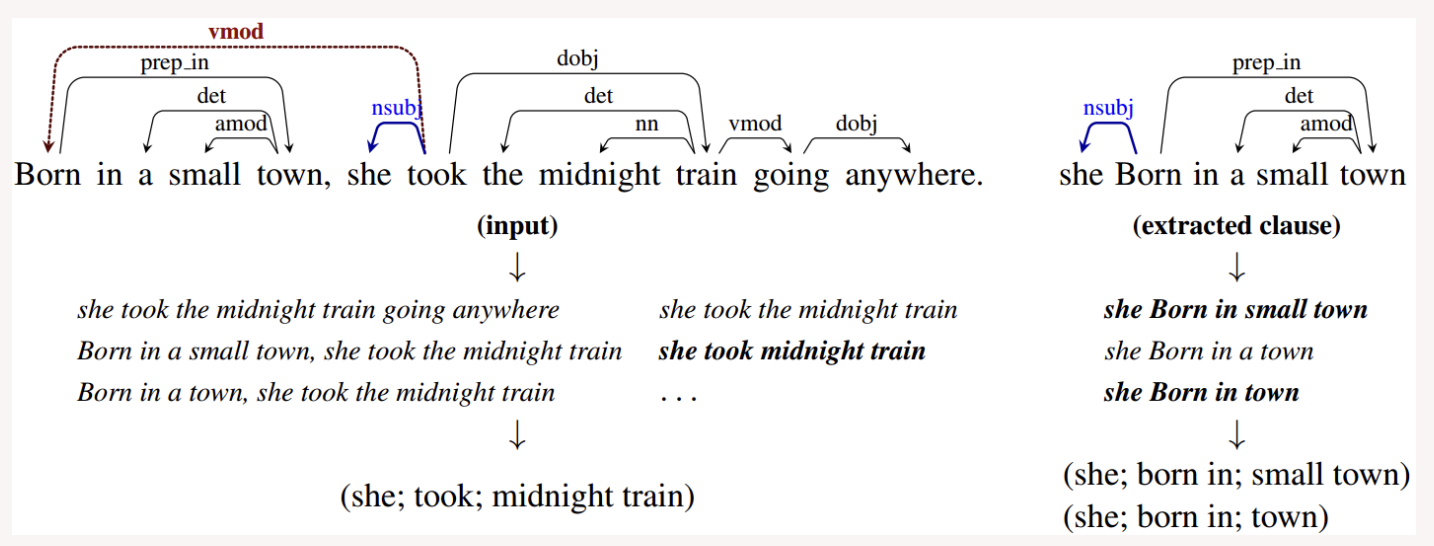 vmod
prep_in
det
amod
nsubj
dobj
det
nn
vmod
dobj
Born in a small town, she took the midnight train going anywhere.
(input)
she took the midnight train going anywhere
Born in a small town, she took the midnight train
Born in a town, she took the midnight train
she took the midnight train
she took midnight train
. . .
(she; took; midnight train)
prep_in
det
nsubj
amod
she Born in a small town
(extracted clause)
she Born in small town
she Born in a town
she Born in town
(she; born in; small town)
(she; born in; town)